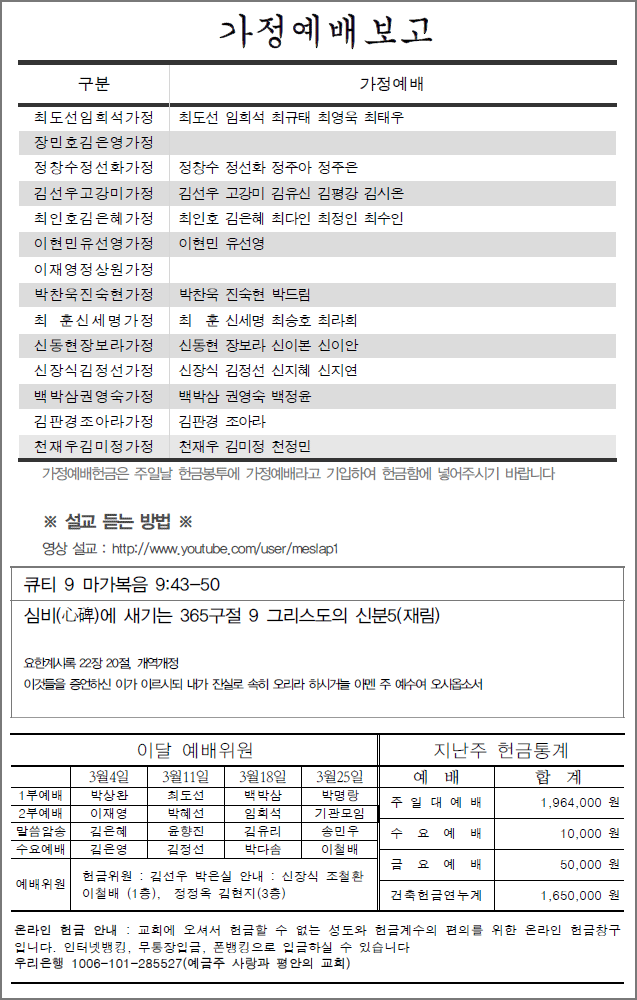 가정예배 보고
구분 가정예배
최도선임희석가정 최도선 임희석 최규태 최영욱 최태우
장민호김은영가정
정창수정선화가정 정창수 정선화 정주아 정주은
김선우고강미가정 김선우 고강미 김유신 김평강 김시온
최인호김은혜가정 최인호 김은혜 최다인 최정인 최수인
이현민유선영가정 이현민 유선영
이재영정상원가정
박찬욱진숙현가정 박찬욱 진숙현 박드림
최 훈신세명가정 최 훈 신세명 최승호 최라희
신동현장보라가정 신동현 장보라 신이본 신이안
신장식김정선가정 신장식 김정선 신지혜 신지연
백박삼권영숙가정 백박삼 권영숙 백정윤
김판경조아라가정 김판경 조아라
천재우김미정가정 천재우 김미정 천정민
가정예배헌금은 주일날 헌금봉투에 가정예배라고 기입하여 헌금함에 넣어주시기 바랍니다
※ 설교 듣는 방법 ※
영상 설교 : http://www.youtube.com/user/meslap1
큐티 9 마가복음 9:43-50
심비(心碑)에 새기는 365구절 9 그리스도의 신분5(재림)
요한계시록 22장 20절, 개역개정
이것들을 증언하신 이가 이르시되 내가 진실로 속히 오리라 하시거늘 아멘 주 예수여 오시옵소서
이달 예배위원
3월4일 3월11일 3월18일 3월25일
1부예배 박상완 최도선 백박삼 박명랑
2부예배 이재영 박혜선 임희석 기관모임
말씀암송 김은혜 윤향진 김유리 송민우
수요예배 김은영 김정선 박다솜 이철배
예배위원 헌금위원 : 김선우 박은실 안내 : 신장식 조철환
이철배 (1층), 정정옥 김현지(3층)
지난주 헌금통계
예 배 합 계
주일대예배 1,964,000 원
수요예배 10,000 원
금요예배 50,000 원
건축헌금연누계 1,650,000 원
온라인 헌금 안내 : 교회에 오셔서 헌금할 수 없는 성도와 헌금계수의 편의를 위한 온라인 헌금창구
입니다. 인터넷뱅킹, 무통장입금, 폰뱅킹으로 입금하실 수 있습니다
우리은행 1006-101-285527(예금주 사랑과 평안의 교회)